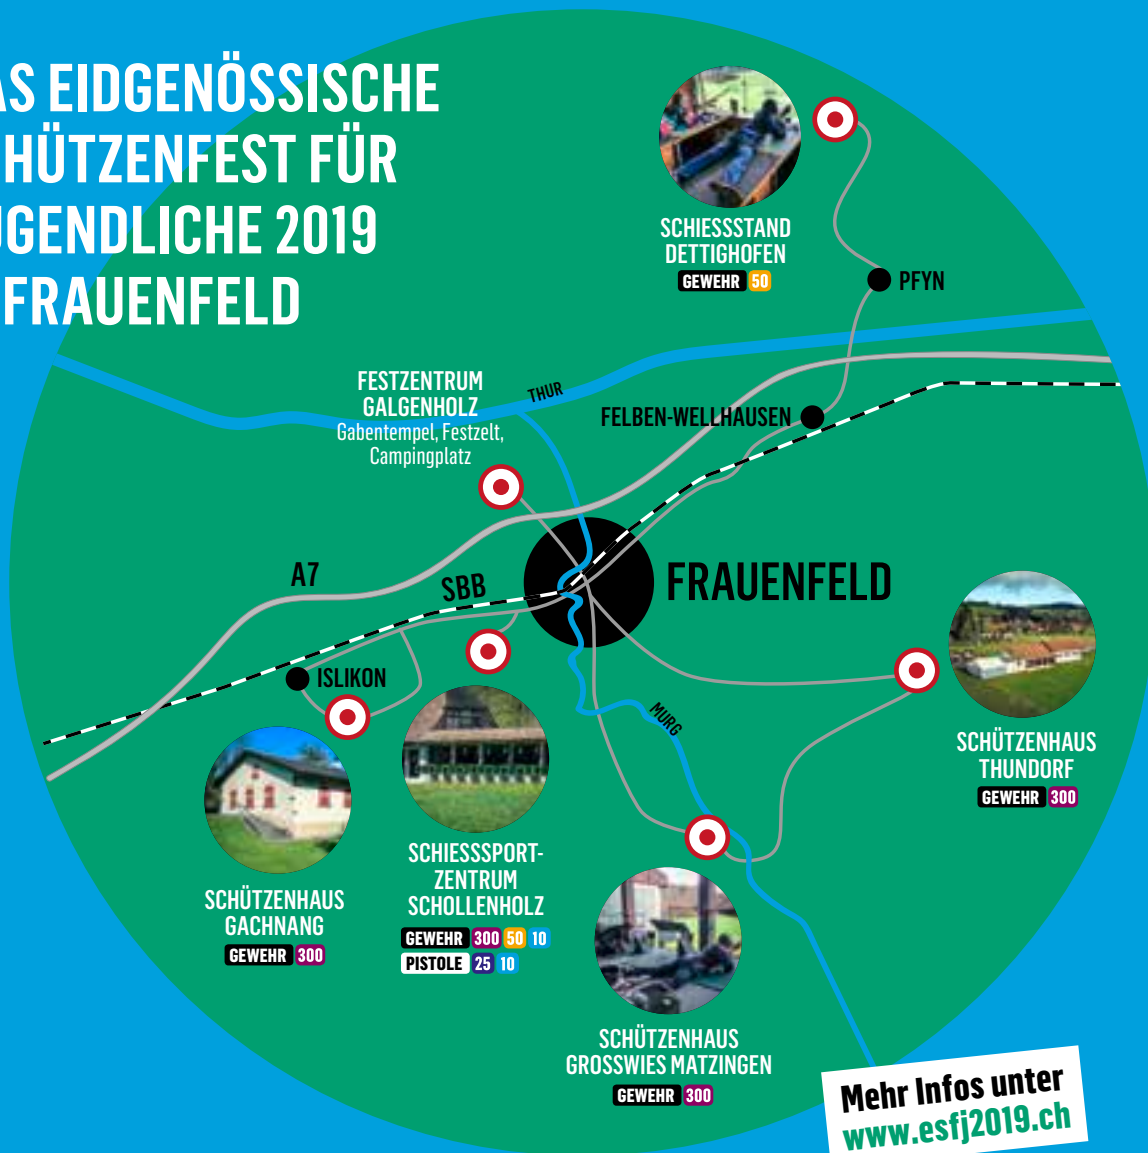 AS EIDGENÖSSISCHE
HÜTZENFEST FÜR
UGENDLICHE 2019
FRAUENFELD
SCHIESSSTAND
DETTIGHOFEN
GEWEHR 50
PFYN
FESTZENTRUM
GALGENHOLZ
Gabentempel, Festzelt,
Campingplatz
THUR
FELBEN-WELLHAUSEN
A7
SBB
FRAUENFELD
ISLIKON
MURG
SCHÜTZENHAUS
THUNDORF
GEWEHR 300
SCHIESSSPORT-
ZENTRUM
SCHOLLENHOLZ
GEWEHR 300 50 10
PISTOLE 25 10
SCHÜTZENHAUS
GACHNANG
GEWEHR 300
SCHÜTZENHAUS
GROSSWIES MATZINGEN
GEWEHR 300
Mehr Infos unter
www.esfj2019.ch